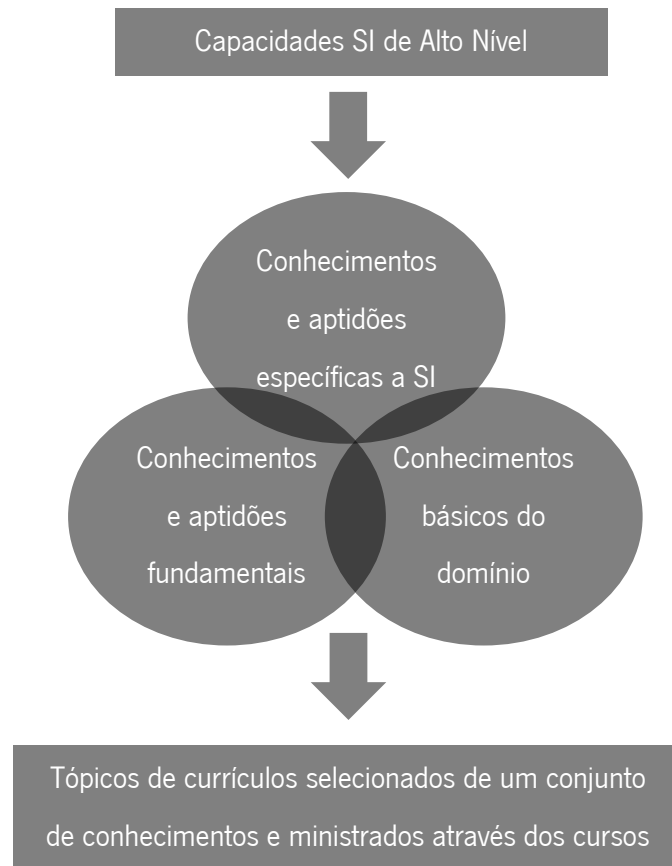 Capacidades SI de Alto Nível
Conhecimentos
e aptidões
específicas a SI
Conhecimentos
e aptidões
fundamentais
Conhecimentos
básicos do
domínio
Tópicos de currículos selecionados de um conjunto
de conhecimentos e ministrados através dos cursos